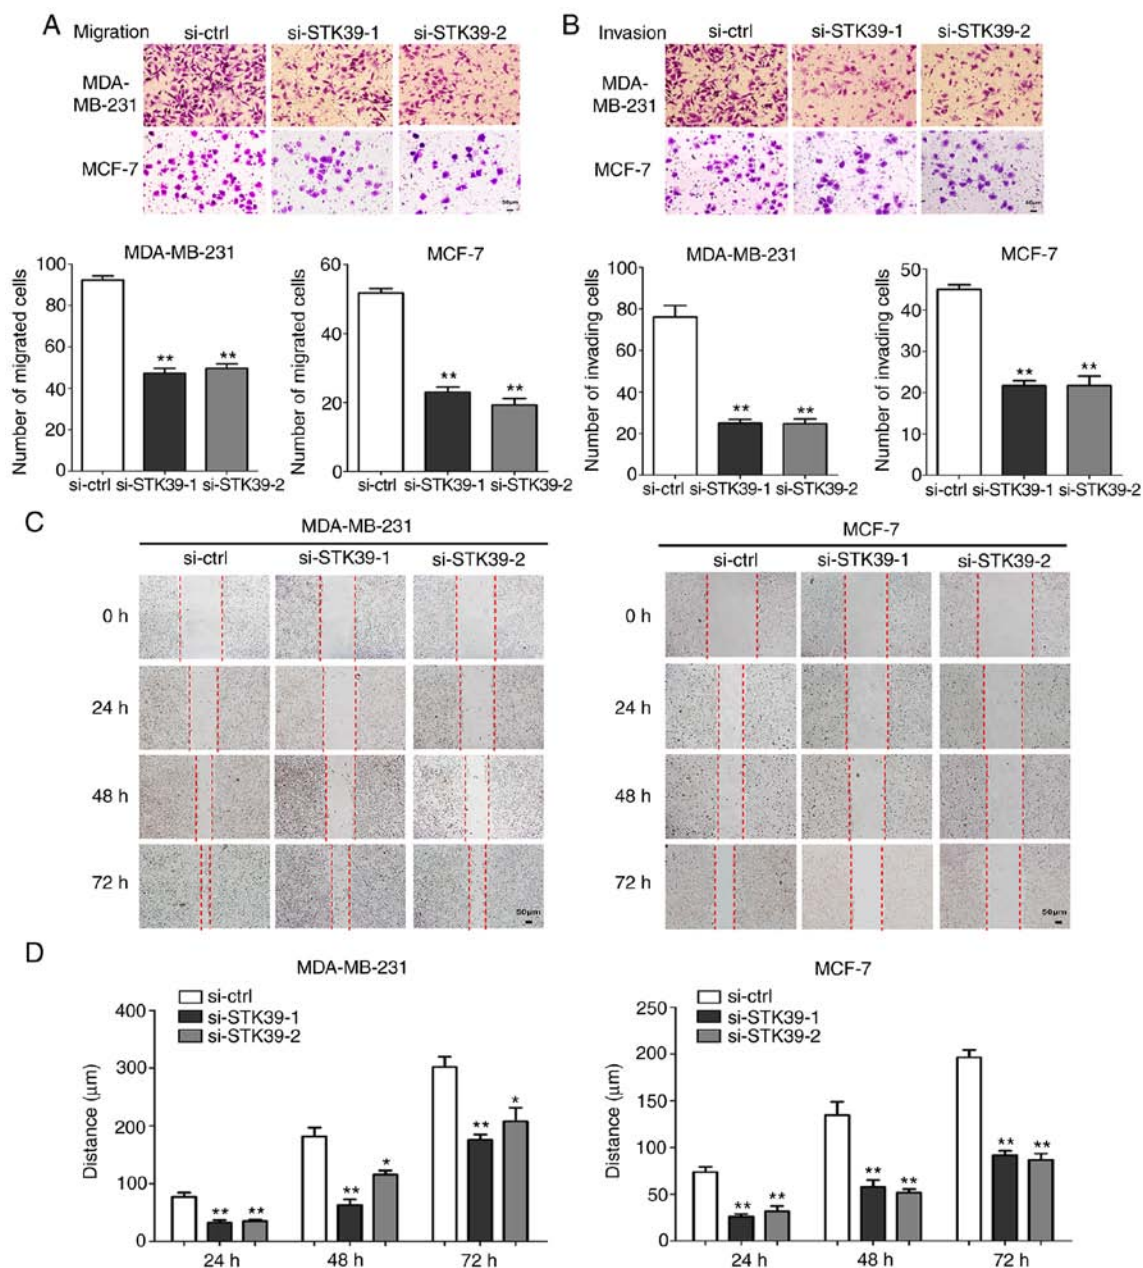 A Migration si-ctrl si-STK39-1 si-STK39-2
MDA-
MB-231
MCF-7
50μm
B Invasion si-ctrl si-STK39-1 si-STK39-2
MDA-
MB-231
MCF-7
50μm
MDA-MB-231
Number of migrated cells
100
80
60
40
20
0
** **
si-ctrl si-STK39-1 si-STK39-2
MCF-7
Number of migrated cells
60
40
20
0
** **
si-ctrl si-STK39-1 si-STK39-2
MDA-MB-231
Number of invading cells
100
80
60
40
20
0
** **
si-ctrl si-STK39-1 si-STK39-2
MCF-7
Number of invading cells
50
40
30
20
10
0
** **
si-ctrl si-STK39-1 si-STK39-2
C
MDA-MB-231
si-ctrl si-STK39-1 si-STK39-2
0 h
24 h
48 h
72 h
50μm
MCF-7
si-ctrl si-STK39-1 si-STK39-2
0 h
24 h
48 h
72 h
50μm
D
MDA-MB-231
si-ctrl
si-STK39-1
si-STK39-2
Distance (μm)
400
300
200
100
0
** ** ** * ** *
24 h 48 h 72 h
MCF-7
si-ctrl
si-STK39-1
si-STK39-2
Distance (μm)
250
200
150
100
50
0
** ** ** ** ** **
24 h 48 h 72 h